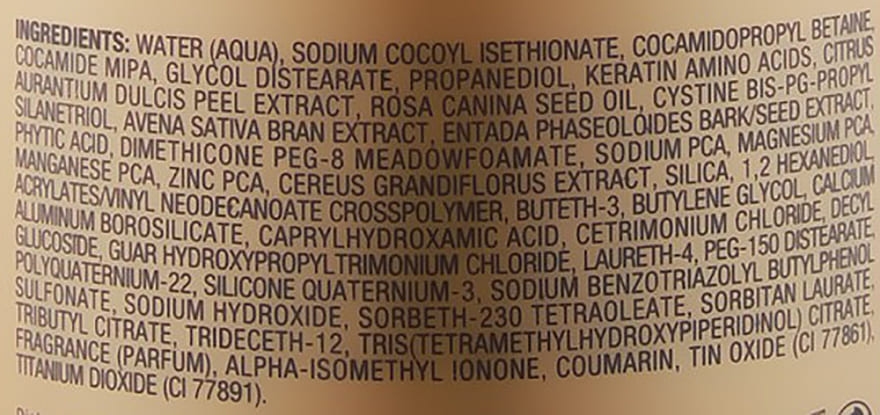 INGREDIENTS: WATER (AQUA), SODIUM COCOYL ISETHIONATE, COCAMIDOPROPYL BETAINE,
COCAMIDE MIPA, GLYCOL DISTEARATE, PROPANEDIOL, KERATIN AMINO ACIDS, CITRUS
AURANTIUM DULCIS PEEL EXTRACT, ROSA CANINA SEED OIL, CYSTINE BIS-PG-PROPYL
SILANETRIOL, AVENA SATIVA BRAN EXTRACT, ENTADA PHASEOLOIDES BARK/SEED EXTRACT,
PHYTIC ACID, DIMETHICONE PEG-8 MEADOWFOAMATE, SODIUM PCA, MAGNESIUM PCA,
MANGANESE PCA, ZINC PCA, CEREUS GRANDIFLORUS EXTRACT, SILICA, 1,2 HEXANEDIOL,
ACRYLATES/VINYL NEODECANOATE CROSSPOLYMER, BUTETH-3, BUTYLENE GLYCOL, CALCIUM
ALUMINUM BOROSILICATE, CAPRYLHYDROXAMIC ACID, CETRIMONIUM CHLORIDE, DECYL
GLUCOSIDE, GUAR HYDROXYPROPYLTRIMONIUM CHLORIDE, LAURETH-4, PEG-150 DISTEARATE,
POLYQUATERNIUM-22, SILICONE QUATERNIUM-3, SODIUM BENZOTRIAZOLYL BUTYLPHENOL
SULFONATE, SODIUM HYDROXIDE, SORBETH-230 TETRAOLEATE, SORBITAN LAURATE,
TRIBUTYL CITRATE, TRIDECETH-12, TRIS(TETRAMETHYLHYDROXYPIPERIDINOL) CITRATE,
FRAGRANCE (PARFUM), ALPHA-ISOMETHYL IONONE, COUMARIN, TIN OXIDE (CI 77861),
TITANIUM DIOXIDE (CI 77891).